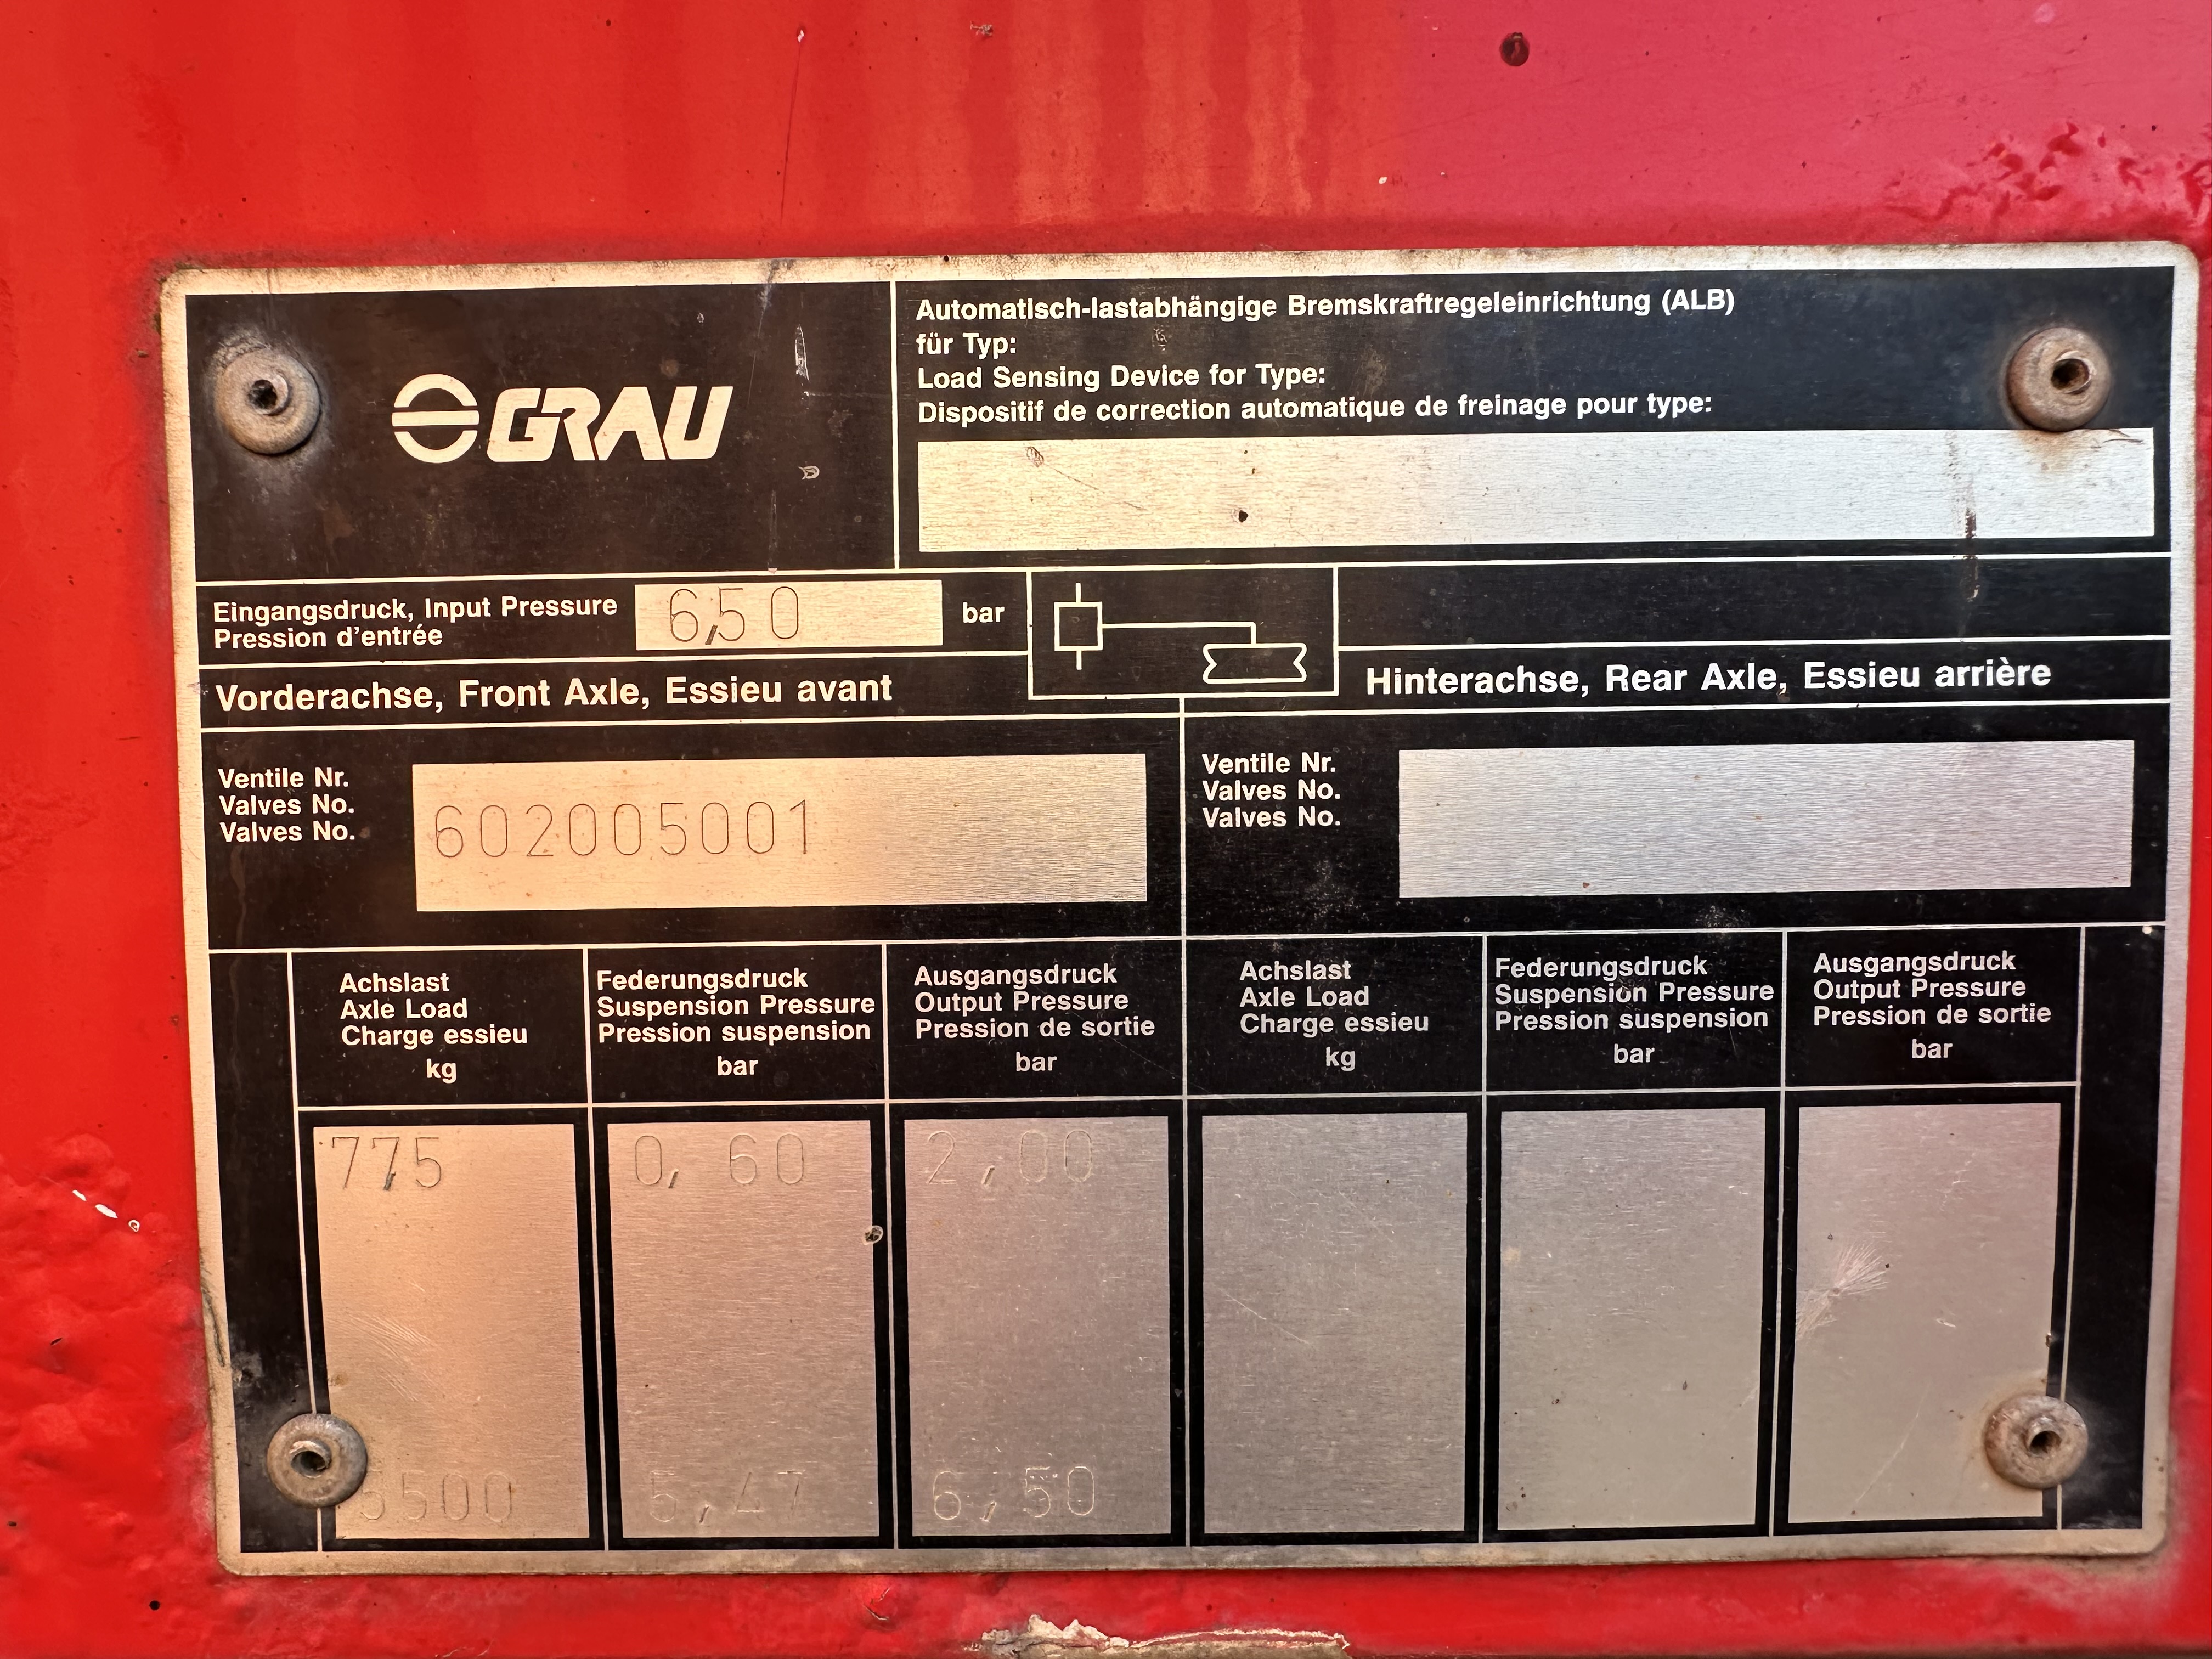 GRAU
Automatisch-lastabhängige Bremskraftregeleinrichtung (ALB)
für Typ:
Load Sensing Device for Type:
Dispositif de correction automatique de freinage pour type:
Eingangsdruck, Input Pressure
Pression d'entrée
6,50 bar
Vorderachse, Front Axle, Essieu avant
Hinterachse, Rear Axle, Essieu arrière
Ventile Nr.
Valves No.
Valves No.
602005001
Ventile Nr.
Valves No.
Valves No.
Achslast
Axle Load
Charge essieu
kg
Federungsdruck
Suspension Pressure
Pression suspension
bar
Ausgangsdruck
Output Pressure
Pression de sortie
bar
Achslast
Axle Load
Charge essieu
kg
Federungsdruck
Suspension Pressure
Pression suspension
bar
Ausgangsdruck
Output Pressure
Pression de sortie
bar
775 0,60 2,00
5,47 6,50